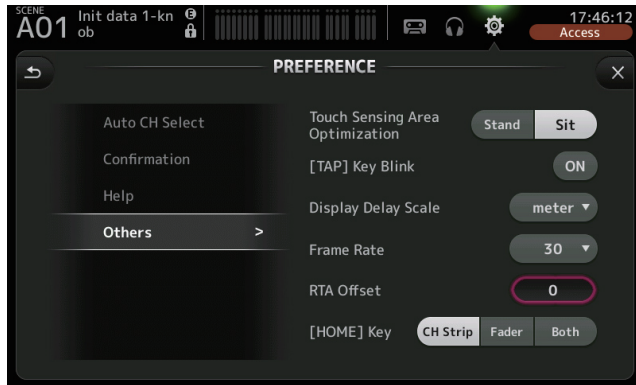 SCENE
A01
Init data 1-kn
ob
E
17:46:12
Access
PREFERENCE
Auto CH Select
Confirmation
Help
Others >
Touch Sensing Area
Optimization
Stand Sit
[TAP] Key Blink ON
Display Delay Scale meter ▼
Frame Rate 30 ▼
RTA Offset 0
[HOME] Key CH Strip Fader Both